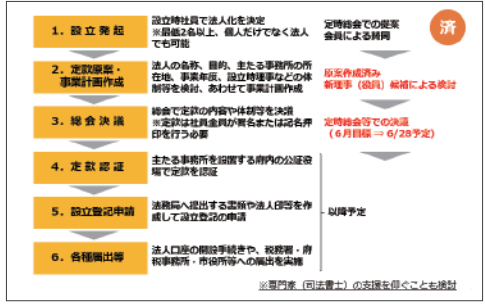 1．設立発起
設立時社員で法人化を決定
※最低2名以上、個人だけでなく法人
でも可能
定時総会での提案
会員による賛同
済
2．定款原案・
事業計画作成
法人の名称、目的、主たる事務所の所
在地、事業年度、設立時理事などの体
制等を検討、あわせて事業計画作成
原案作成済み
新理事（役員）候補による検討
3．総会決議
総会で定款の内容や体制等を決議
※定款は社員全員が署名または記名押
印を行う必要
定時総会等での決議
（6月目標 ⇒ 6/28予定）
4．定款認証
主たる事務所を設置する府内の公証役
場で定款を認証
5．設立登記申請
法務局へ提出する書類や法人印等を作
成して設立登記の申請
以降予定
6．各種届出等
法人口座の開設手続きや、税務署・府
税事務所・市役所等への届出を実施
※専門家（司法書士）の支援を仰ぐことも検討